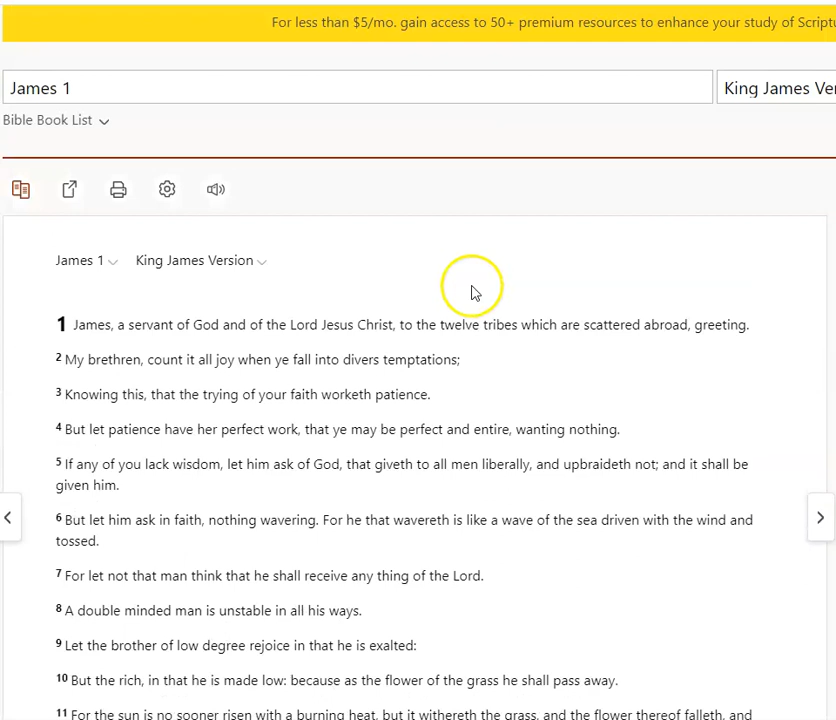 For less than $5/mo. gain access to 50+ premium resources to enhance your study of
James 1
King James
Bible Book List
James 1 King James Version
1 James, a servant of God and of the Lord Jesus Christ, to the twelve tribes which are scattered abroad, greeting.
2 My brethren, count it all joy when ye fall into divers temptations;
3 Knowing this, that the trying of your faith worketh patience.
4 But let patience have her perfect work, that ye may be perfect and entire, wanting nothing.
5 If any of you lack wisdom, let him ask of God, that giveth to all men liberally, and upbraideth not; and it shall be
given him.
6 But let him ask in faith, nothing wavering. For he that wavereth is like a wave of the sea driven with the wind and
tossed.
7 For let not that man think that he shall receive any thing of the Lord.
8 A double minded man is unstable in all his ways.
9 Let the brother of low degree rejoice in that he is exalted:
10 But the rich, in that he is made low: because as the flower of the grass he shall pass away.
11 For the sun is no sooner risen with a burning heat, but it withereth the grass, and the flower thereof falleth, and